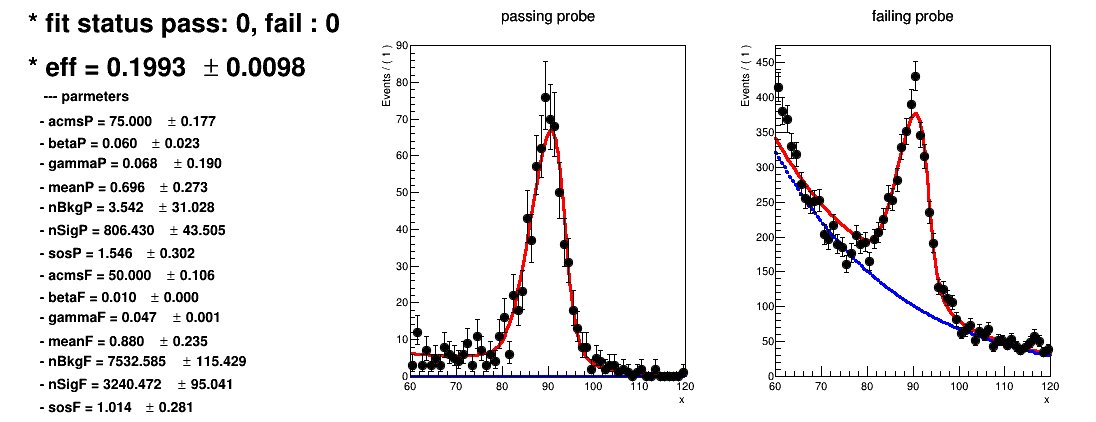 * fit status pass: 0, fail : 0
* eff = 0.1993 ± 0.0098
--- parmeters
- acmsP = 75.000 ± 0.177
- betaP = 0.060 ± 0.023
- gammaP = 0.068 ± 0.190
- meanP = 0.696 ± 0.273
- nBkgP = 3.542 ± 31.028
- nSigP = 806.430 ± 43.505
- sosP = 1.546 ± 0.302
- acmsF = 50.000 ± 0.106
- betaF = 0.010 ± 0.000
- gammaF = 0.047 ± 0.001
- meanF = 0.880 ± 0.235
- nBkgF = 7532.585 ± 115.429
- nSigF = 3240.472 ± 95.041
- sosF = 1.014 ± 0.281
passing probe
Events / ( 1 )
90
80
70
60
50
40
30
20
10
0
60 70 80 90 100 110 120
x
failing probe
Events / ( 1 )
450
400
350
300
250
200
150
100
50
0
60 70 80 90 100 110 120
x